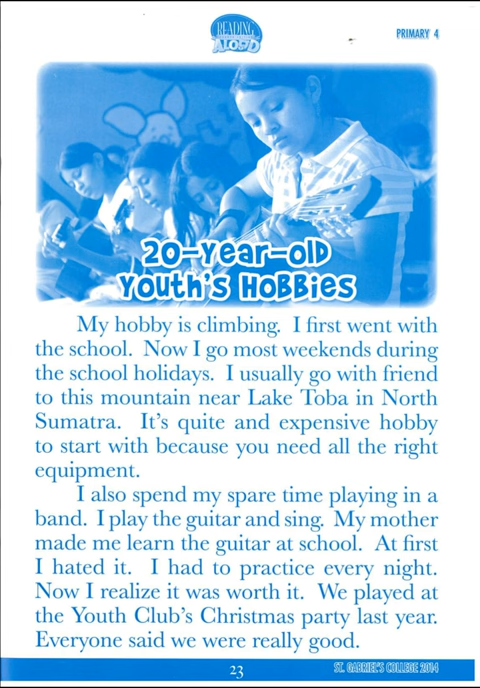 READING
ALOUD
PRIMARY 4
20-Year-Old
Youth's Hobbies
My hobby is climbing. I first went with
the school. Now I go most weekends during
the school holidays. I usually go with friend
to this mountain near Lake Toba in North
Sumatra. It's quite and expensive hobby
to start with because you need all the right
equipment.
I also spend my spare time playing in a
band. I play the guitar and sing. My mother
made me learn the guitar at school. At first
I hated it. I had to practice every night.
Now I realize it was worth it. We played at
the Youth Club's Christmas party last year.
Everyone said we were really good.
23
ST. GABRIEL'S COLLEGE 2014